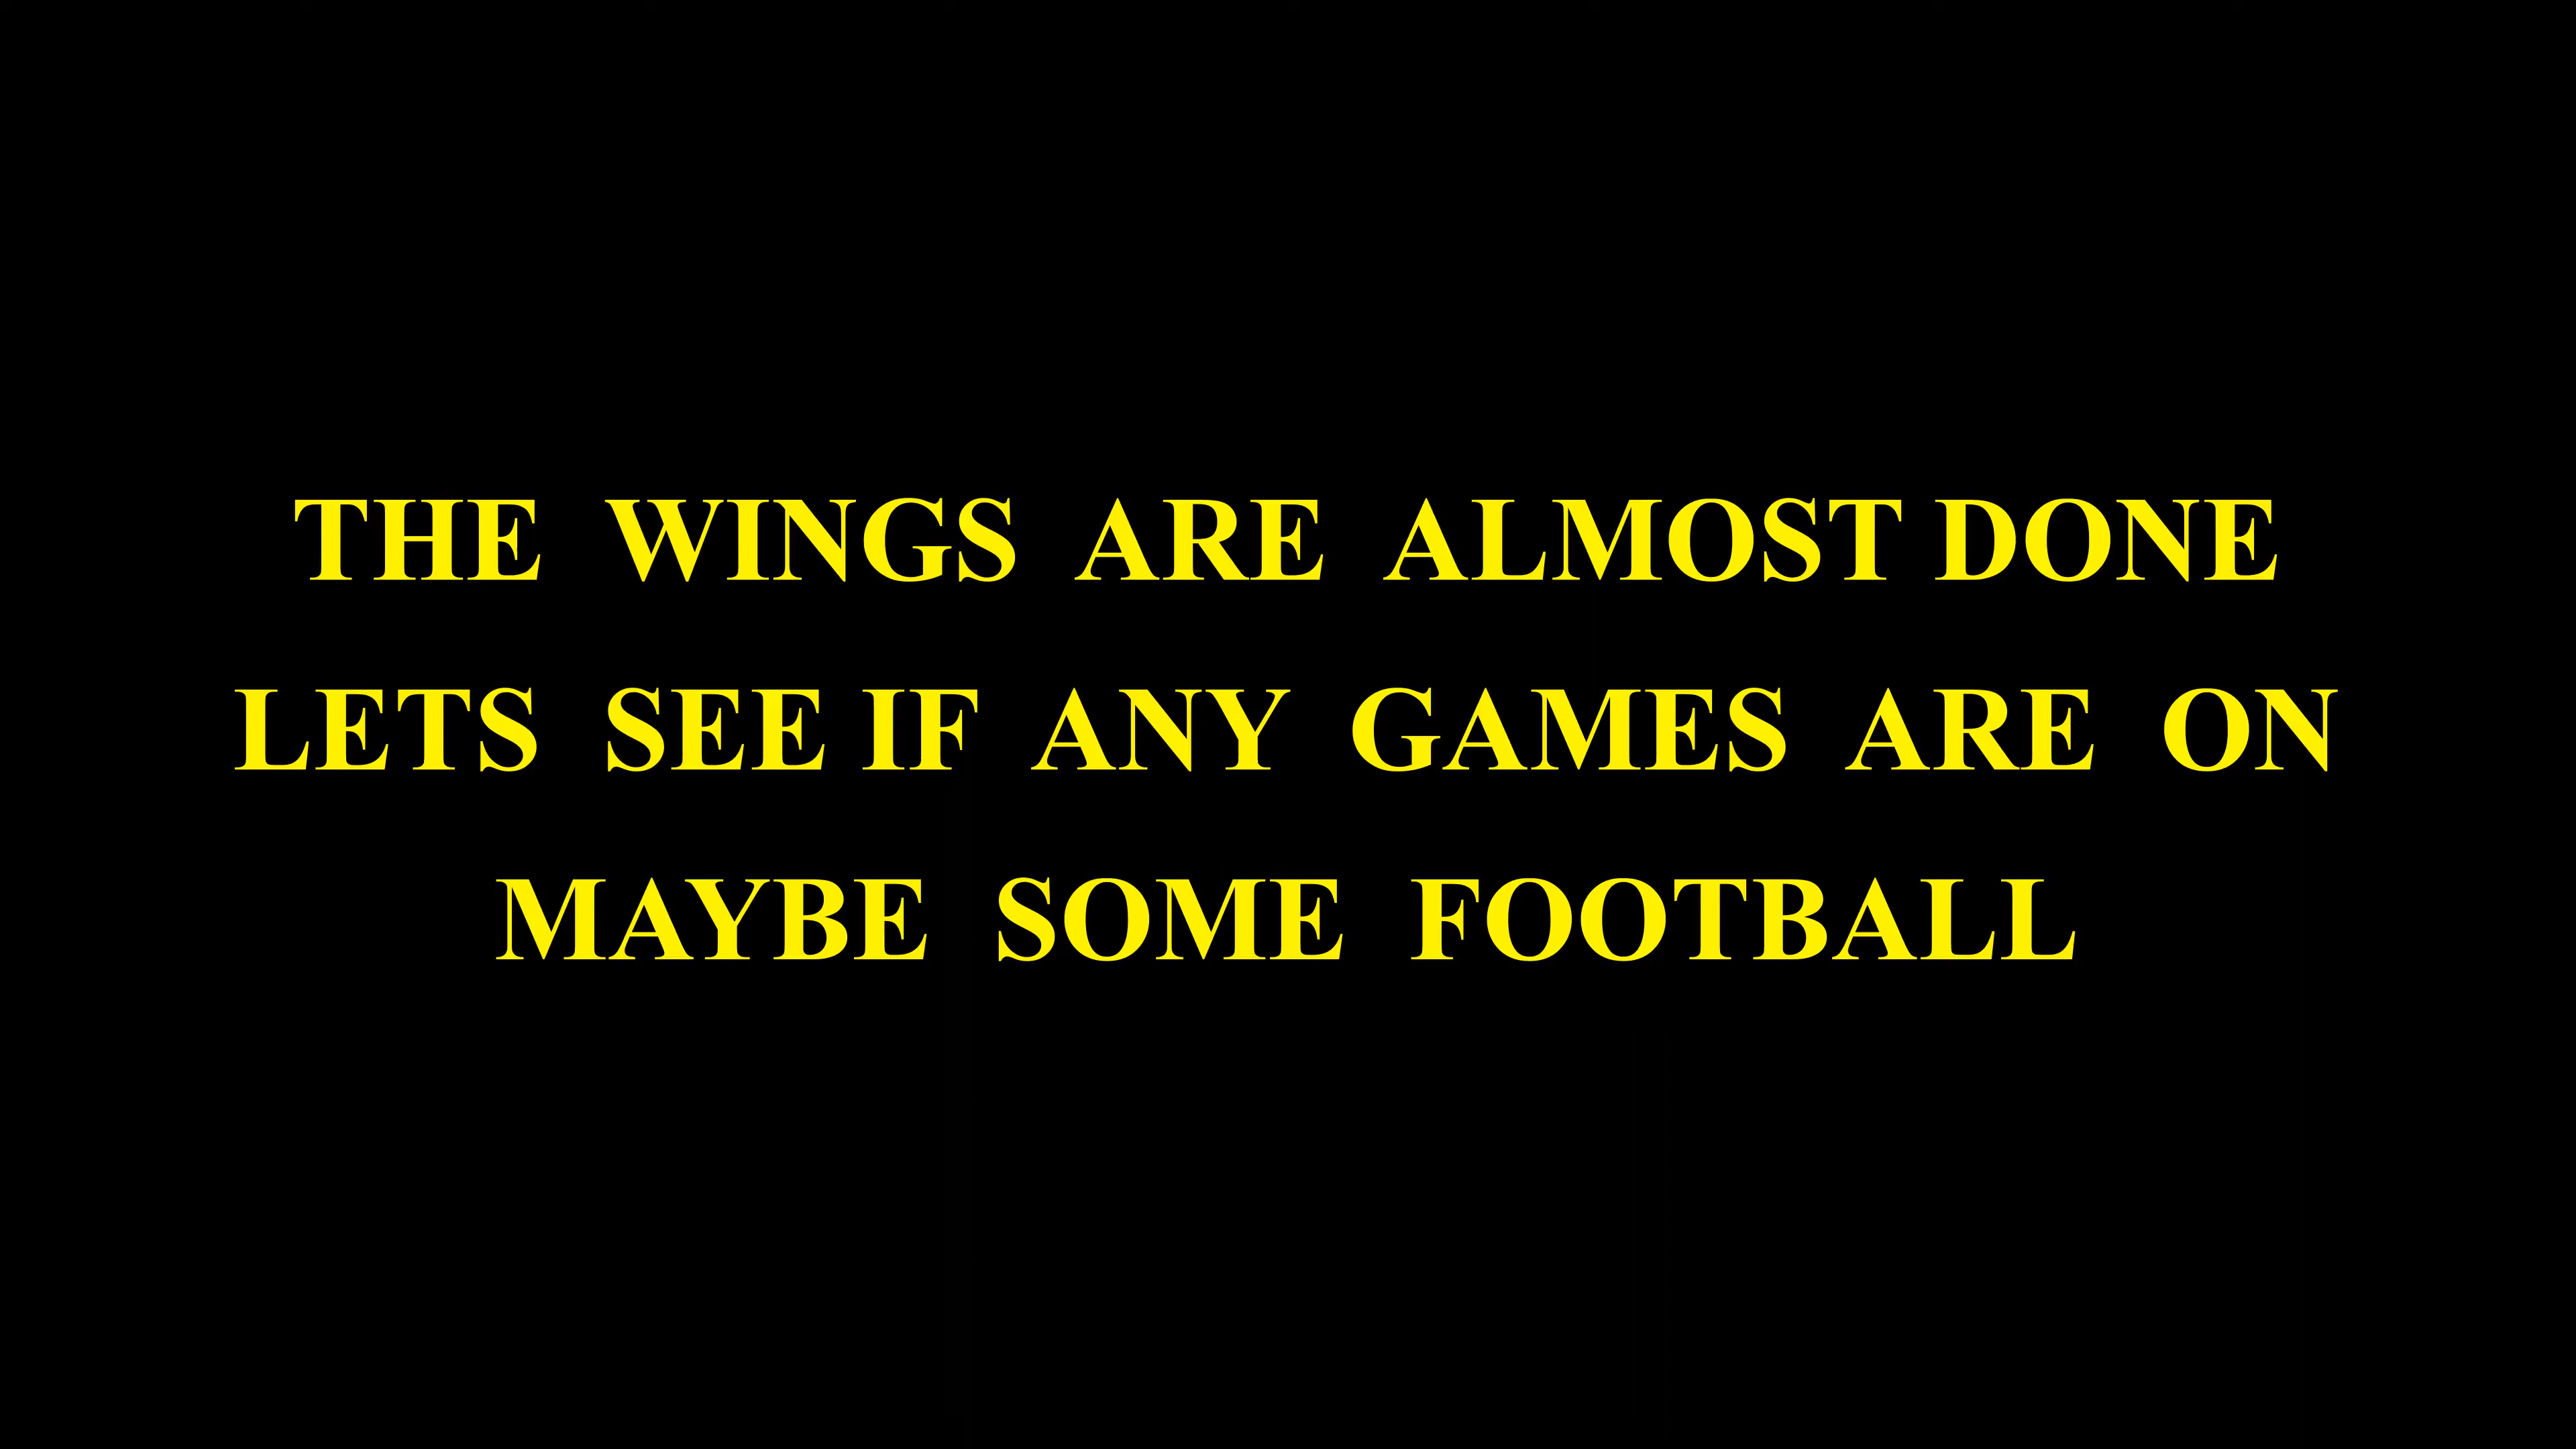 THE WINGS ARE ALMOST DONE
LETS SEE IF ANY GAMES ARE ON
MAYBE SOME FOOTBALL